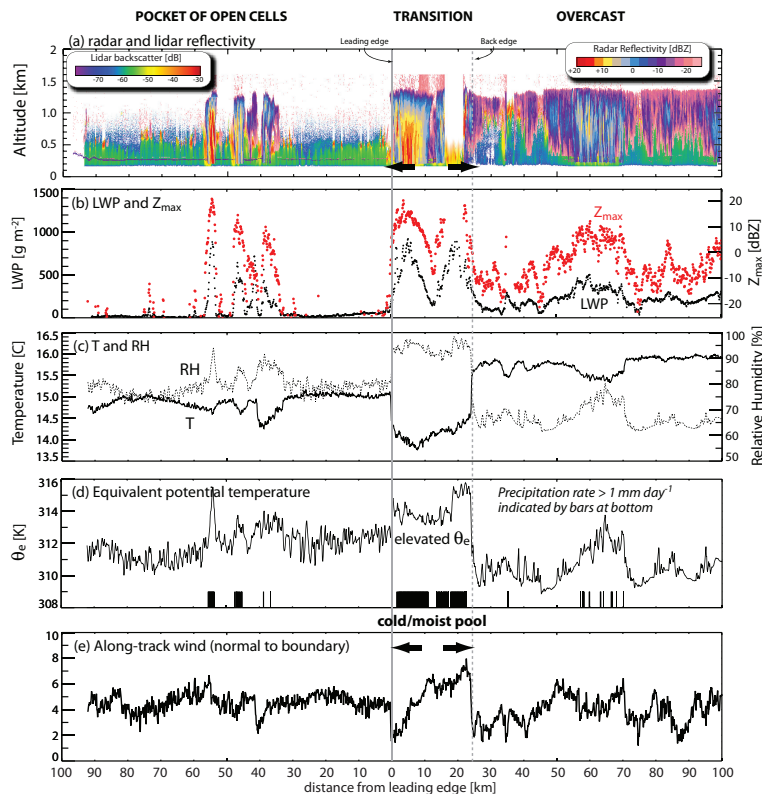 POCKET OF OPEN CELLS TRANSITION OVERCAST
(a) radar and lidar reflectivity
Leading edge
Back edge
Lidar backscatter [dB]
-70 -60 -50 -40 -30
Radar Reflectivity [dBZ]
+20 +10 0 -10 -20
Altitude [km]
2
1.5
1.0
0.5
0
(b) LWP and Zmax
LWP [g m-2]
1500
1000
500
0
Zmax
LWP
Zmax [dBZ]
20
10
0
-10
-20
(c) T and RH
Temperature [C]
16.5
16.0
15.5
15.0
14.5
14.0
13.5
RH
T
Relative Humidity [%]
100
90
80
70
60
50
(d) Equivalent potential temperature
θe [K]
316
314
312
310
308
elevated θe
Precipitation rate > 1 mm day-1
indicated by bars at bottom
cold/moist pool
(e) Along-track wind (normal to boundary)
10
8
6
4
2
0
100 90 80 70 60 50 40 30 20 10 0 10 20 30 40 50 60 70 80 90 100
distance from leading edge [km]